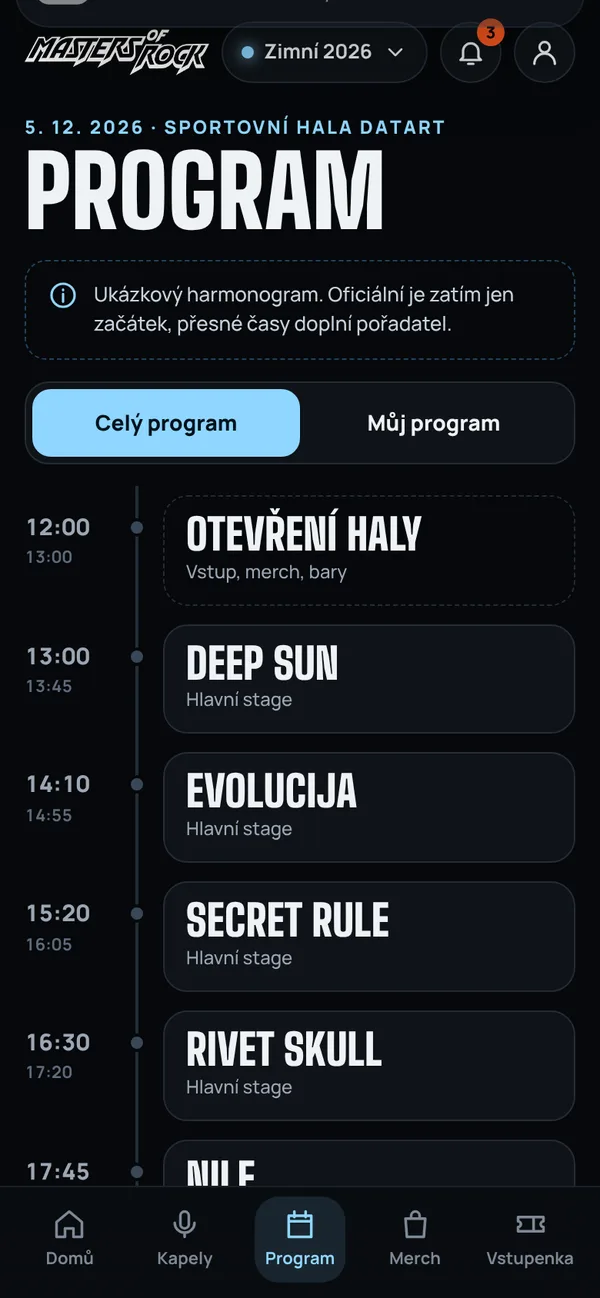 MASTERS OF ROCK
Zimní 2026
3
5. 12. 2026 · SPORTOVNÍ HALA DATART
PROGRAM
Ukázkový harmonogram. Oficiální je zatím jen
začátek, přesné časy doplní pořadatel.
Celý program
Můj program
12:00
OTEVŘENÍ HALY
13:00
Vstup, merch, bary
13:00
DEEP SUN
13:45
Hlavní stage
14:10
EVOLUCIJA
14:55
Hlavní stage
15:20
SECRET RULE
16:05
Hlavní stage
16:30
RIVET SKULL
17:20
Hlavní stage
17:45
NILE
Domů
Kapely
Program
Merch
Vstupenka